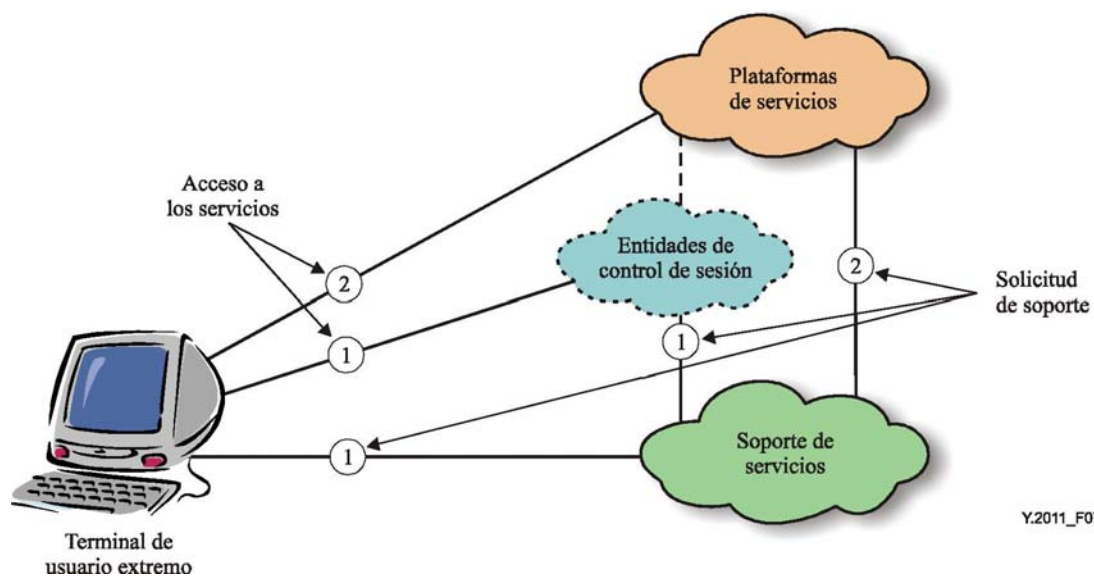 Plataformas
de servicios
Acceso a
los servicios
Entidades de
control de sesión
2
2
Solicitud
de soporte
1
1
1
Soporte de
servicios
Terminal de
usuario extremo
Y.2011_F0